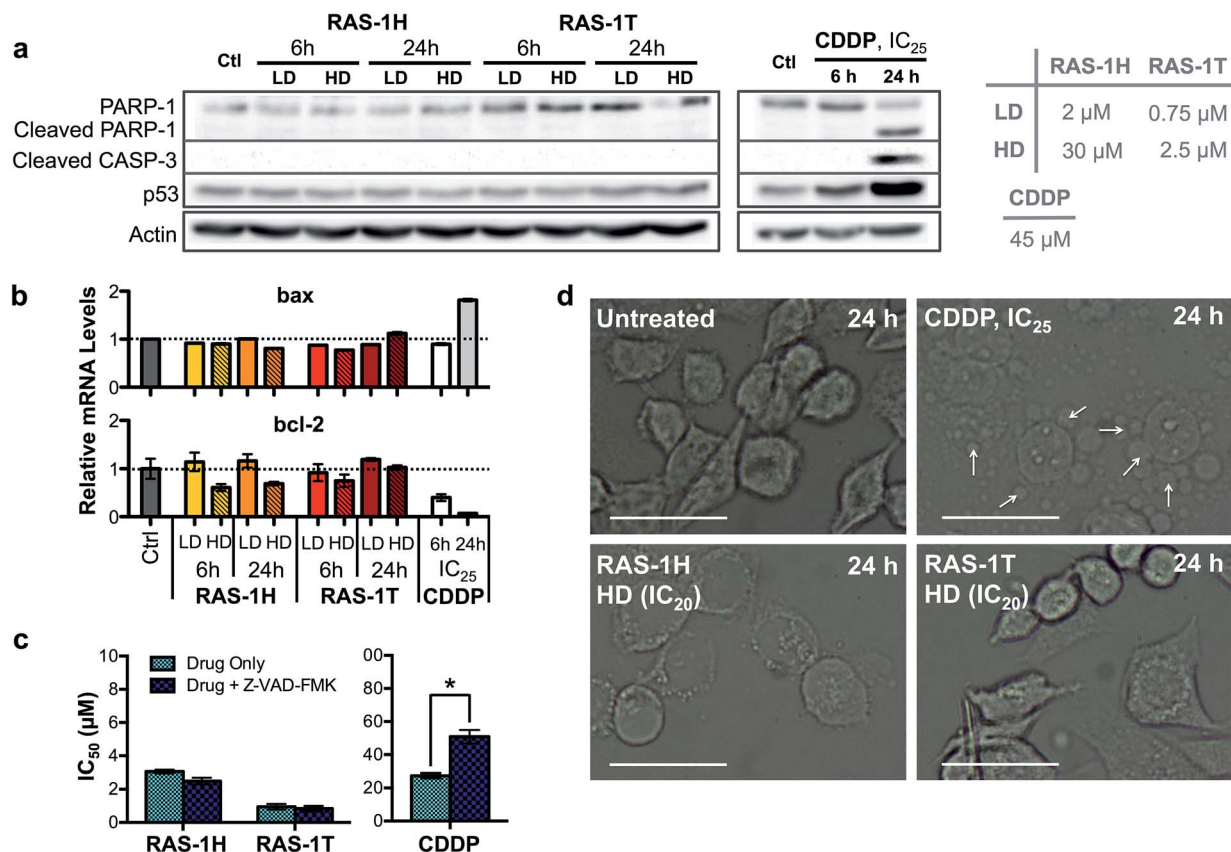 a
RAS-1H RAS-1T
Ctl 6h 24h 6h 24h
LD HD LD HD LD HD LD HD
PARP-1
Cleaved PARP-1
Cleaved CASP-3
p53
Actin
CDDP, IC25
Ctl 6 h 24 h
RAS-1H RAS-1T
LD 2 µM 0.75 µM
HD 30 µM 2.5 µM
CDDP
45 µM
b
Relative mRNA Levels
bax
2
1
0
bcl-2
2
1
0
Ctrl LD HD LD HD LD HD LD HD 6h 24h
6h 24h 6h 24h IC25
RAS-1H RAS-1T CDDP
c
IC50 (µM)
10
8
6
4
2
0
Drug Only
Drug + Z-VAD-FMK
RAS-1H RAS-1T
00
80
60
40
20
0
*
CDDP
d
Untreated 24 h
CDDP, IC25 24 h
RAS-1H 24 h
HD (IC20)
RAS-1T 24 h
HD (IC20)